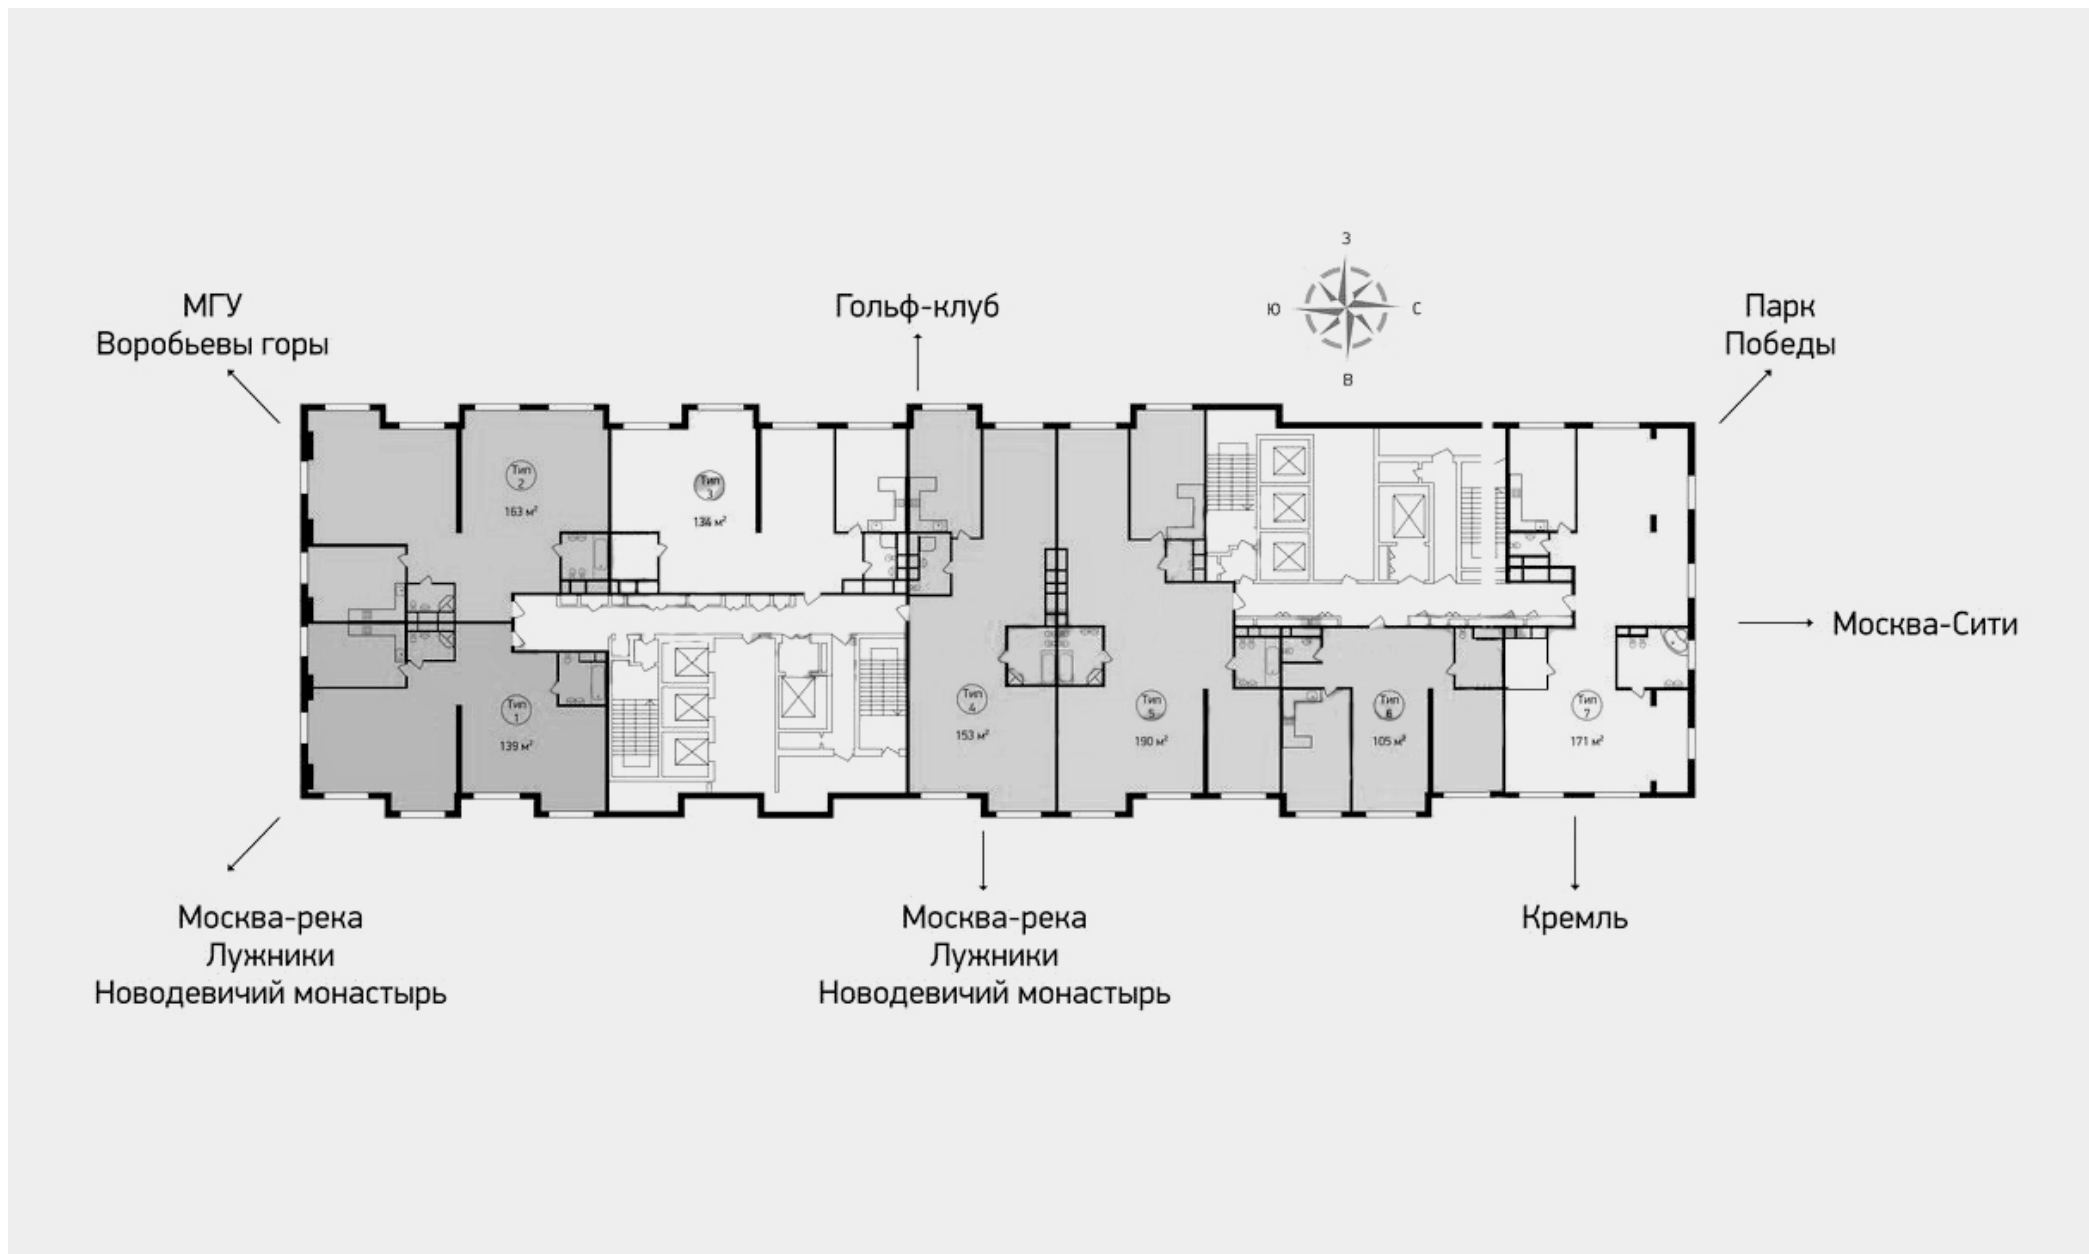 З
Ю
С
В
МГУ
Воробьевы горы
Гольф-клуб
Парк
Победы
Тип
2
163 м²
Тип
3
134 м²
Москва-Сити
Тип
1
139 м²
Тип
4
153 м²
Тип
5
190 м²
Тип
6
105 м²
Тип
7
171 м²
Москва-река
Лужники
Новодевичий монастырь
Москва-река
Лужники
Новодевичий монастырь
Кремль